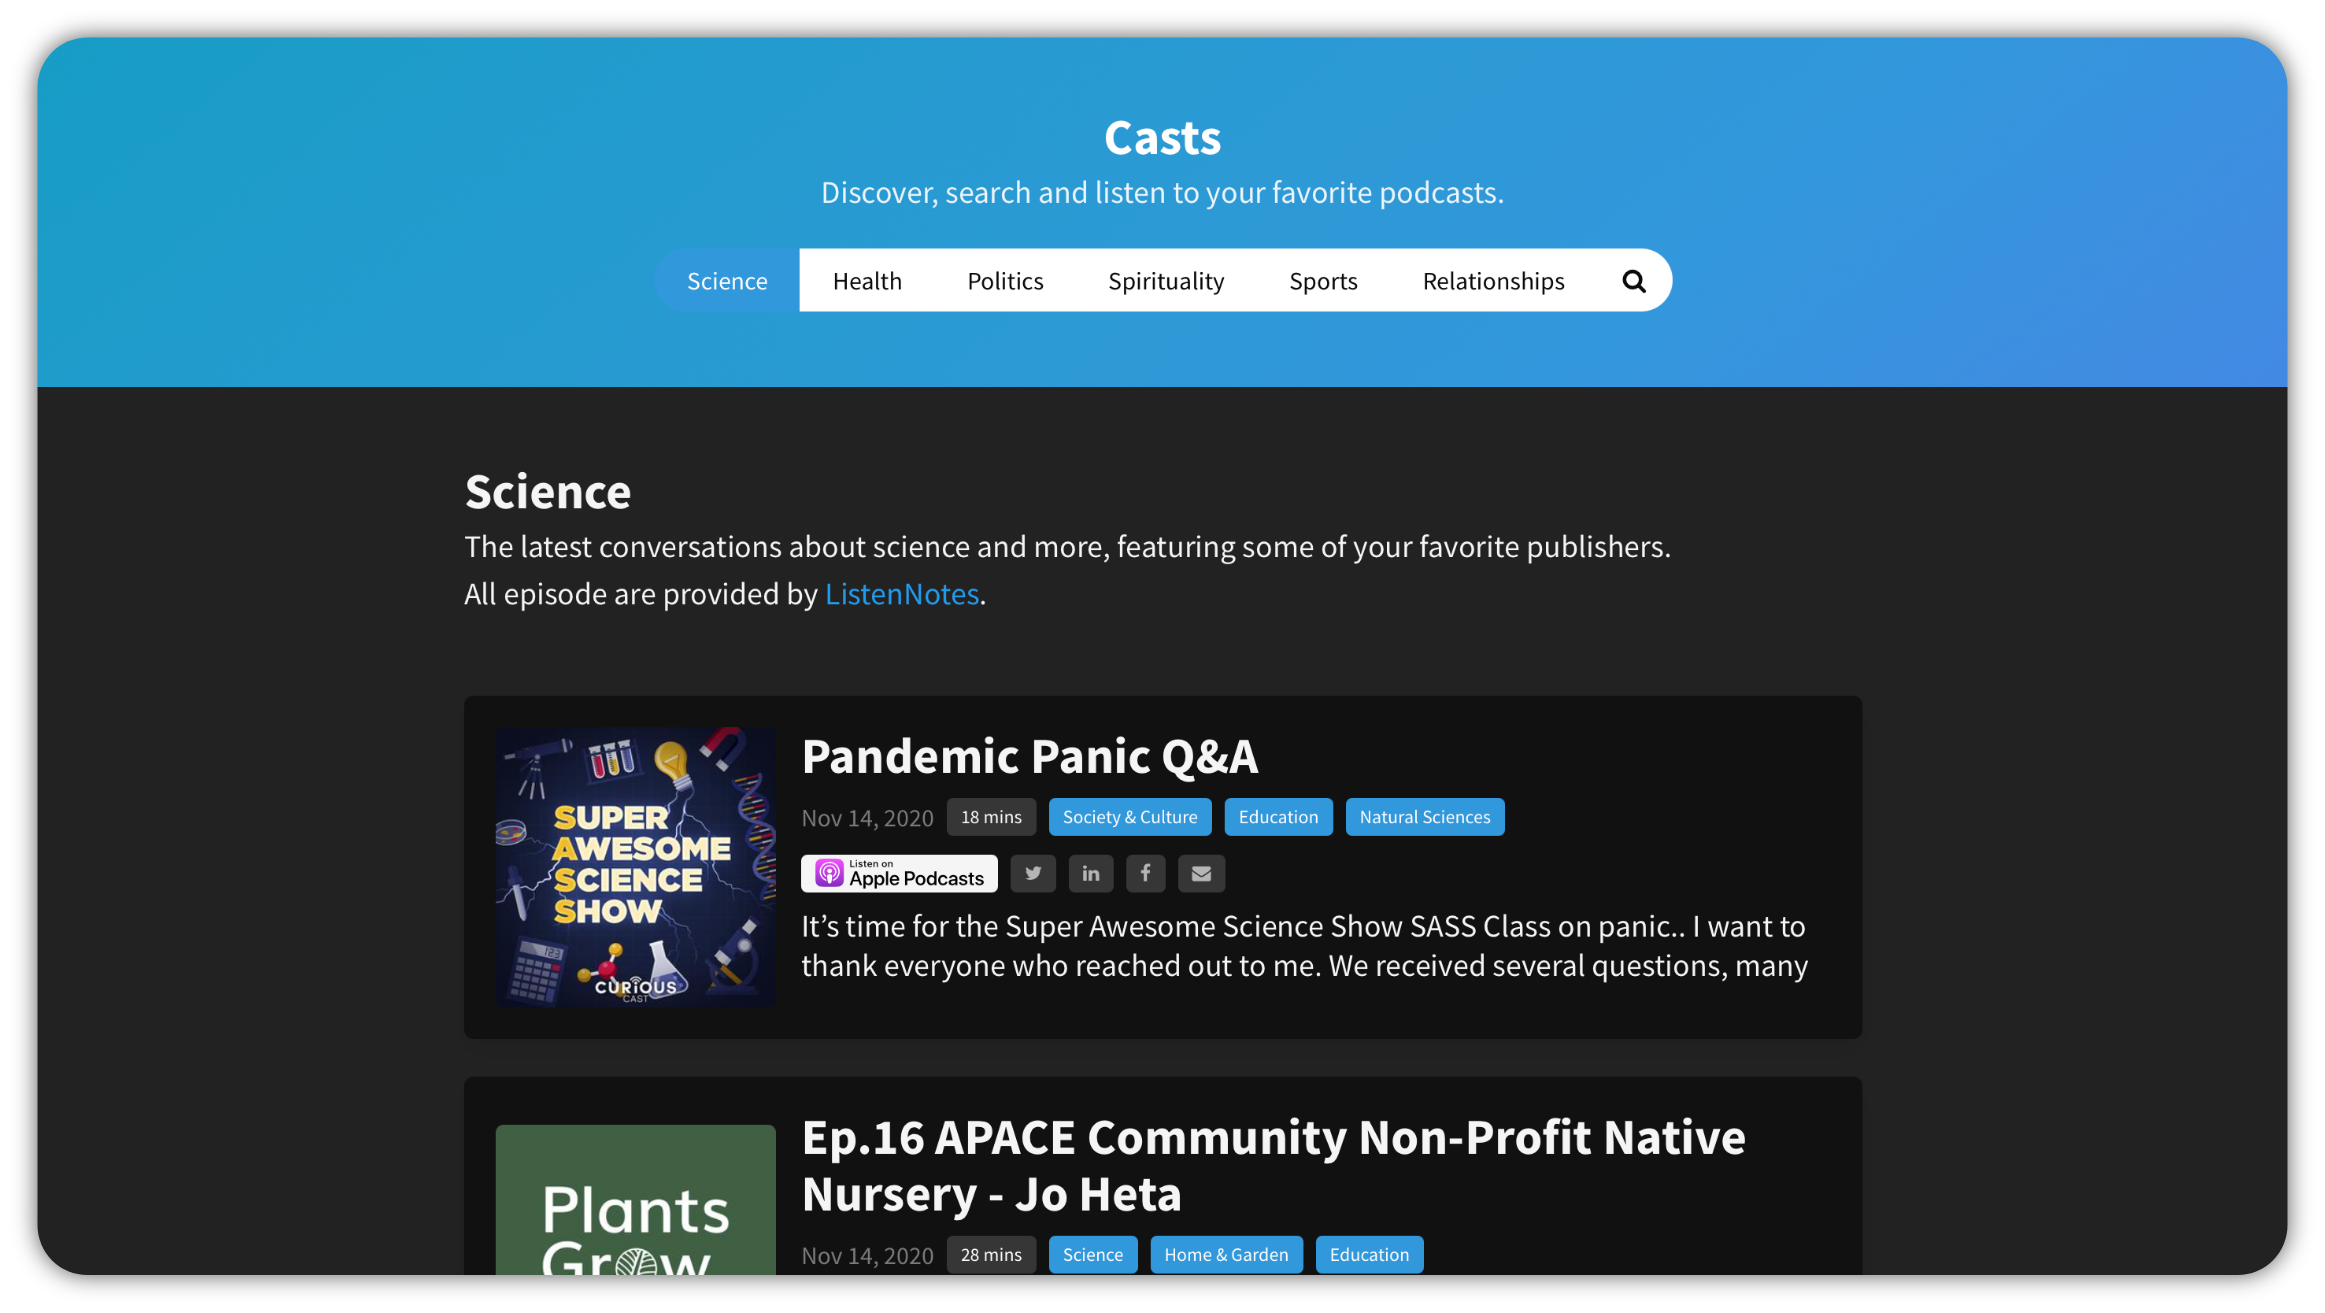 Casts
Discover, search and listen to your favorite podcasts.
Science Health Politics Spirituality Sports Relationships
Science
The latest conversations about science and more, featuring some of your favorite publishers.
All episode are provided by ListenNotes.
SUPER
AWESOME
SCIENCE
SHOW
123
CURiOUS
CAST
Pandemic Panic Q&A
Nov 14, 2020 18 mins Society & Culture Education Natural Sciences
Listen on
Apple Podcasts
in f
It’s time for the Super Awesome Science Show SASS Class on panic.. I want to
thank everyone who reached out to me. We received several questions, many
Plants
Grow
Ep.16 APACE Community Non-Profit Native
Nursery - Jo Heta
Nov 14, 2020 28 mins Science Home & Garden Education